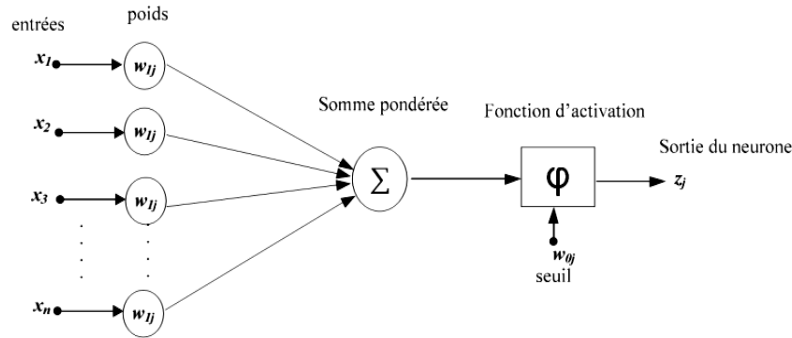 entrées
poids
x1
w1j
x2
w1j
x3
w1j
xn
w1j
Somme pondérée
Σ
Fonction d'activation
φ
w0j
seuil
Sortie du neurone
zj